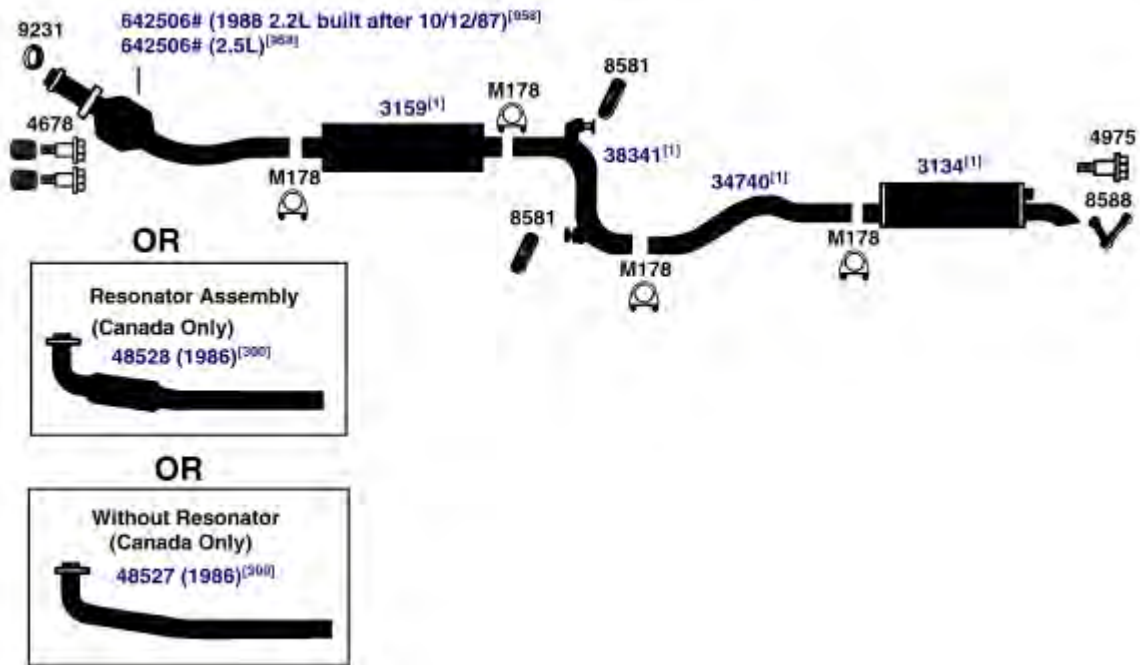 642506# (1988 2.2L built after 10/12/87)[958]
9231
642506# (2.5L)
8581
M178
3159[1]
4678
38341[1]
4975
M178
34740[1]
3134[1]
8588
8581
M178
M178
OR
Resonator Assembly
(Canada Only)
48528 (1986)[390]
OR
Without Resonator
(Canada Only)
48527 (1986)